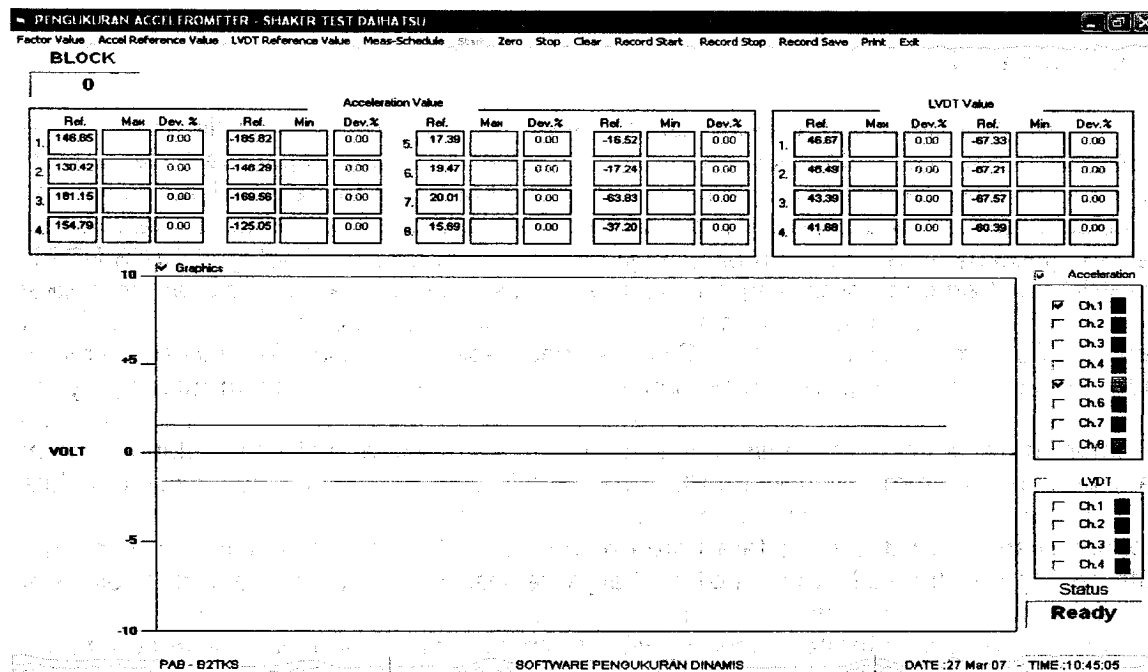 PENGUKURAN ACCELEROMETER - SHAKER TEST DAIHATSU
Factor Value Accel Reference Value LVDT Reference Value Meas-Schedule Start Zero Stop Clear Record Start Record Stop Record Save Print Exit
BLOCK
0
Acceleration Value
LVDT Value
Ref. Max Dev. % Ref. Min Dev.% Ref. Max Dev.% Ref. Min Dev.% Ref. Max Dev.% Ref. Min Dev.%
1. 146.85 0.00 -185.82 0.00 5. 17.39 0.00 -16.52 0.00 1. 46.67 0.00 -67.33 0.00
2. 130.42 0.00 -146.29 0.00 6. 19.47 0.00 -17.24 0.00 2. 46.49 0.00 -67.21 0.00
3. 181.15 0.00 -169.56 0.00 7. 20.01 0.00 -63.83 0.00 3. 43.39 0.00 -67.57 0.00
4. 154.79 0.00 -125.05 0.00 8. 15.69 0.00 -37.20 0.00 4. 41.88 0.00 -60.39 0.00
Graphics
10
+5
VOLT 0
-5
-10
Acceleration
Ch.1
Ch.2
Ch.3
Ch.4
Ch.5
Ch.6
Ch.7
Ch.8
LVDT
Ch.1
Ch.2
Ch.3
Ch.4
Status
Ready
PAB - B2TKS SOFTWARE PENGUKURAN DINAMIS DATE :27 Mar 07 - TIME :10:45:05